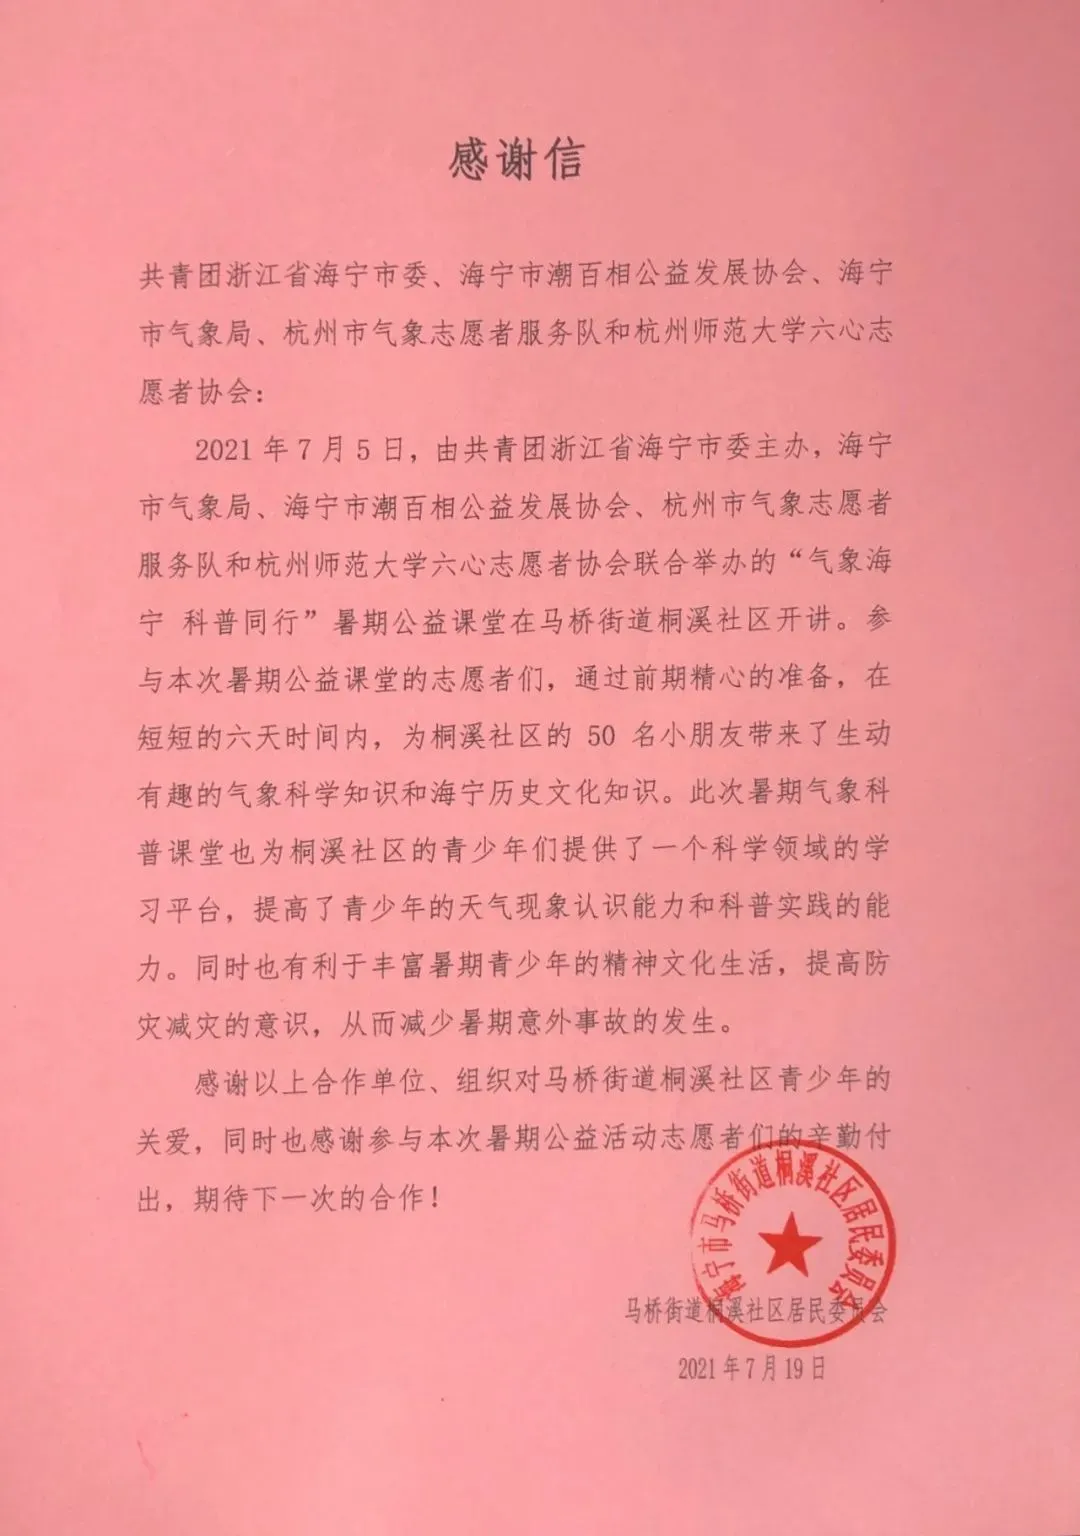 感谢信
共青团浙江省海宁市委、海宁市潮百相公益发展协会、海宁
市气象局、杭州市气象志愿者服务队和杭州师范大学六心志
愿者协会：
2021 年 7 月 5 日，由共青团浙江省海宁市委主办，海宁
市气象局、海宁市潮百相公益发展协会、杭州市气象志愿者
服务队和杭州师范大学六心志愿者协会联合举办的“气象海
宁 科普同行”暑期公益课堂在马桥街道桐溪社区开讲。参
与本次暑期公益课堂的志愿者们，通过前期精心的准备，在
短短的六天时间内，为桐溪社区的 50 名小朋友带来了生动
有趣的气象科学知识和海宁历史文化知识。此次暑期气象科
普课堂也为桐溪社区的青少年们提供了一个科学领域的学
习平台，提高了青少年的天气现象认识能力和科普实践的能
力。同时也有利于丰富暑期青少年的精神文化生活，提高防
灾减灾的意识，从而减少暑期意外事故的发生。
感谢以上合作单位、组织对马桥街道桐溪社区青少年的
关爱，同时也感谢参与本次暑期公益活动志愿者们的辛勤付
出，期待下一次的合作！
海宁市马桥街道桐溪社区居民委员会
马桥街道桐溪社区居民委员会
2021 年 7 月 19 日